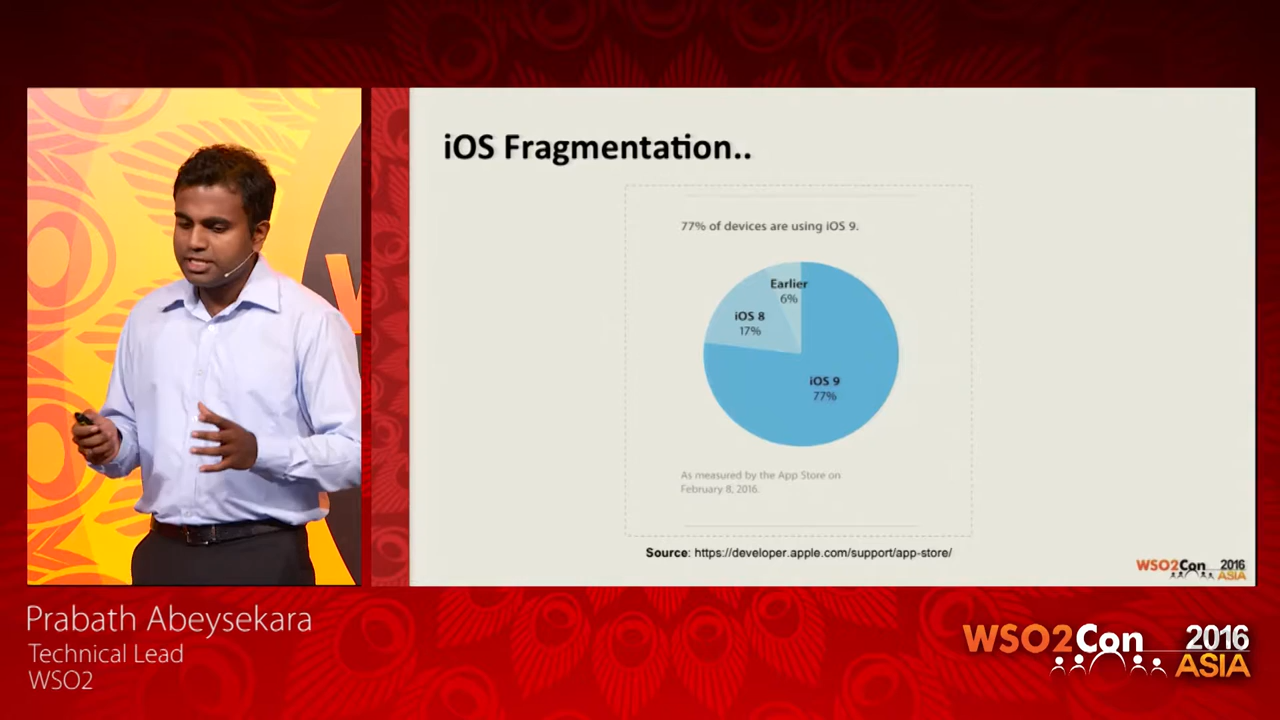 iOS Fragmentation..
77% of devices are using iOS 9.
Earlier
6%
iOS 8
17%
iOS 9
77%
As measured by the App Store on
February 8, 2016.
Source: https://developer.apple.com/support/app-store/
WSO2Con 2016
ASIA
Prabath Abeysekara
Technical Lead
WSO2
WSO2Con 2016
ASIA